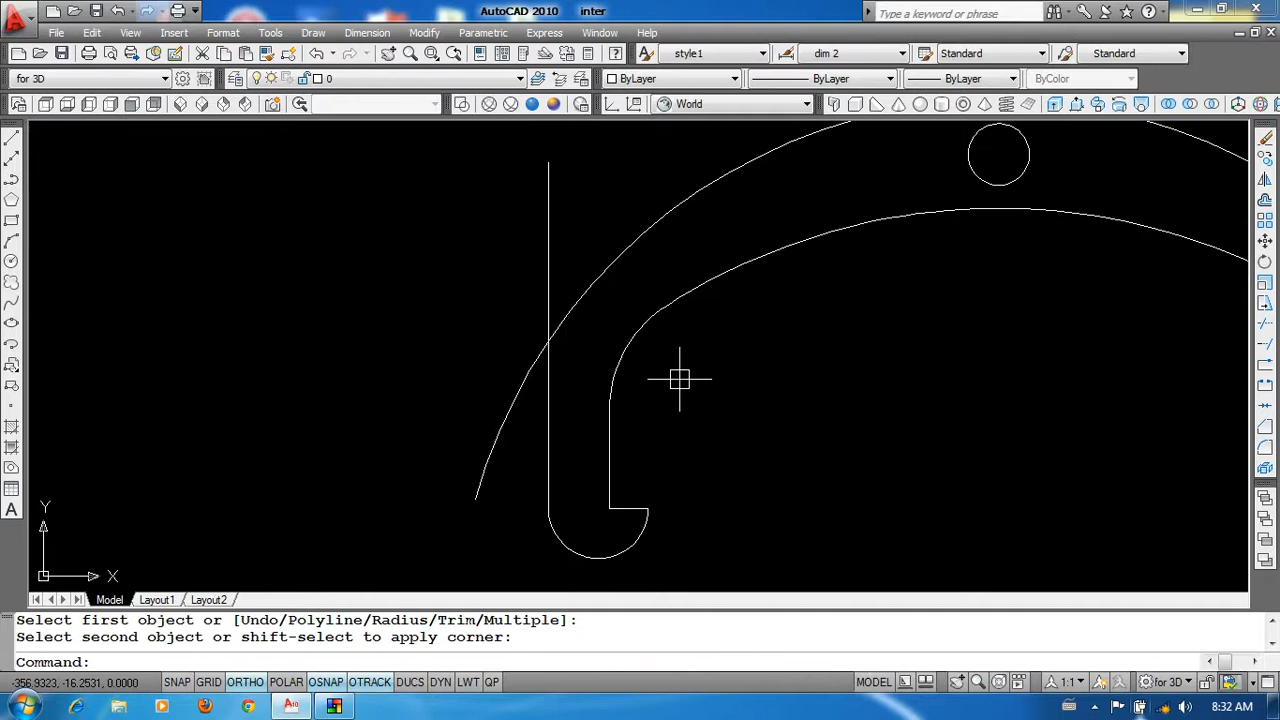 AutoCAD 2010 inter
Type a keyword or phrase
File Edit View Insert Format Tools Draw Dimension Modify Parametric Express Window Help
style1 dim 2 Standard Standard
for 3D 0 ByLayer ByLayer ByLayer ByColor
World
Y
X
Model Layout1 Layout2
Select first object or [Undo/Polyline/Radius/Trim/Multiple]:
Select second object or shift-select to apply corner:
Command:
-356.9323, -16.2531, 0.0000 SNAP GRID ORTHO POLAR OSNAP OTRACK DUCS DYN LWT QP MODEL 1:1 for 3D
8:32 AM